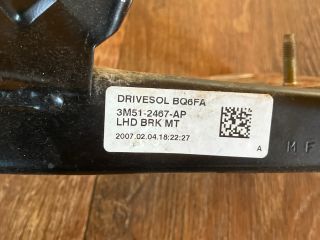 DRIVESOL BQ6FA
3M51-2467-AP
LHD BRK MT
2007.02.04.18:22:27
A
M F